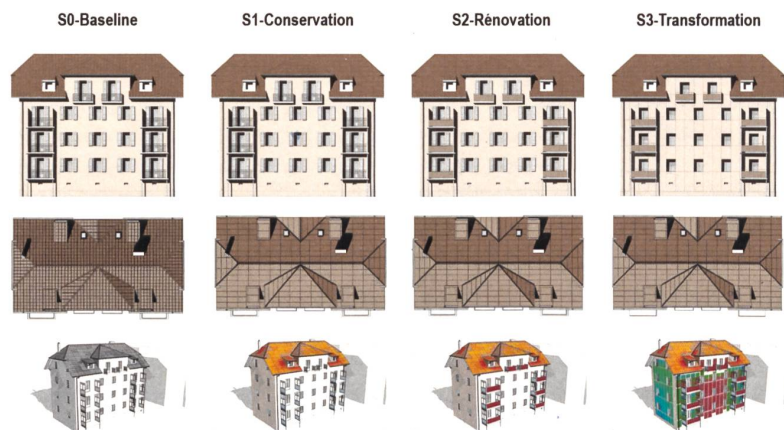 S0-Baseline
S1-Conservation
S2-Rénovation
S3-Transformation